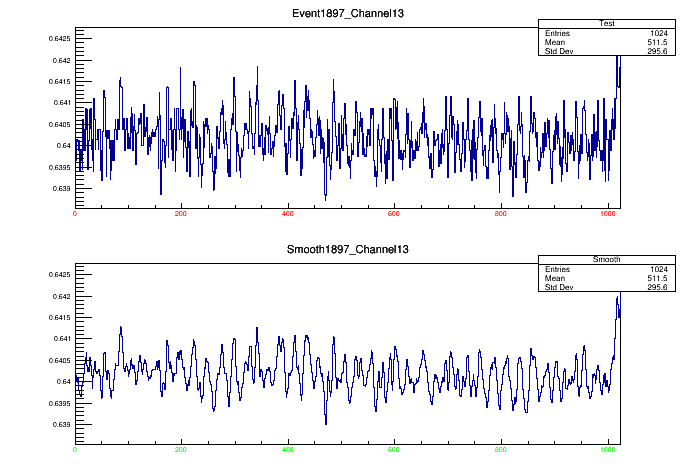 Event1897_Channel13
Test
Entries 1024
Mean 511.5
Std Dev 295.6
0.6425
0.642
0.6415
0.641
0.6405
0.64
0.6395
0.639
0 200 400 600 800 1000
Smooth1897_Channel13
Smooth
Entries 1024
Mean 511.5
Std Dev 295.6
0.6425
0.642
0.6415
0.641
0.6405
0.64
0.6395
0.639
0 200 400 600 800 1000